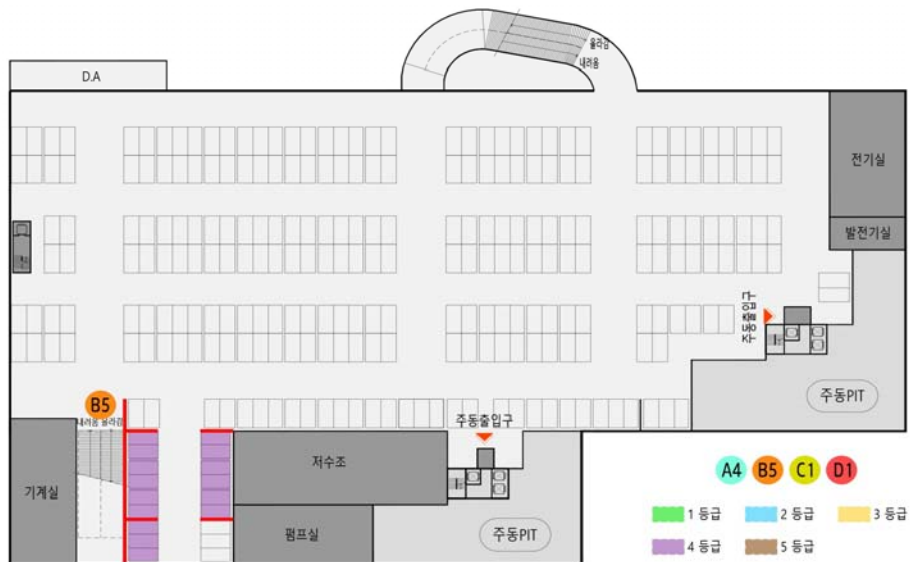 올라감
내려옴
D.A
전기실
발전기실
주동출입구
주동PIT
B5
내려옴 올라감
주동출입구
기계실
저수조
펌프실
주동PIT
A4 B5 C1 D1
1 등급 2 등급 3 등급
4 등급 5 등급